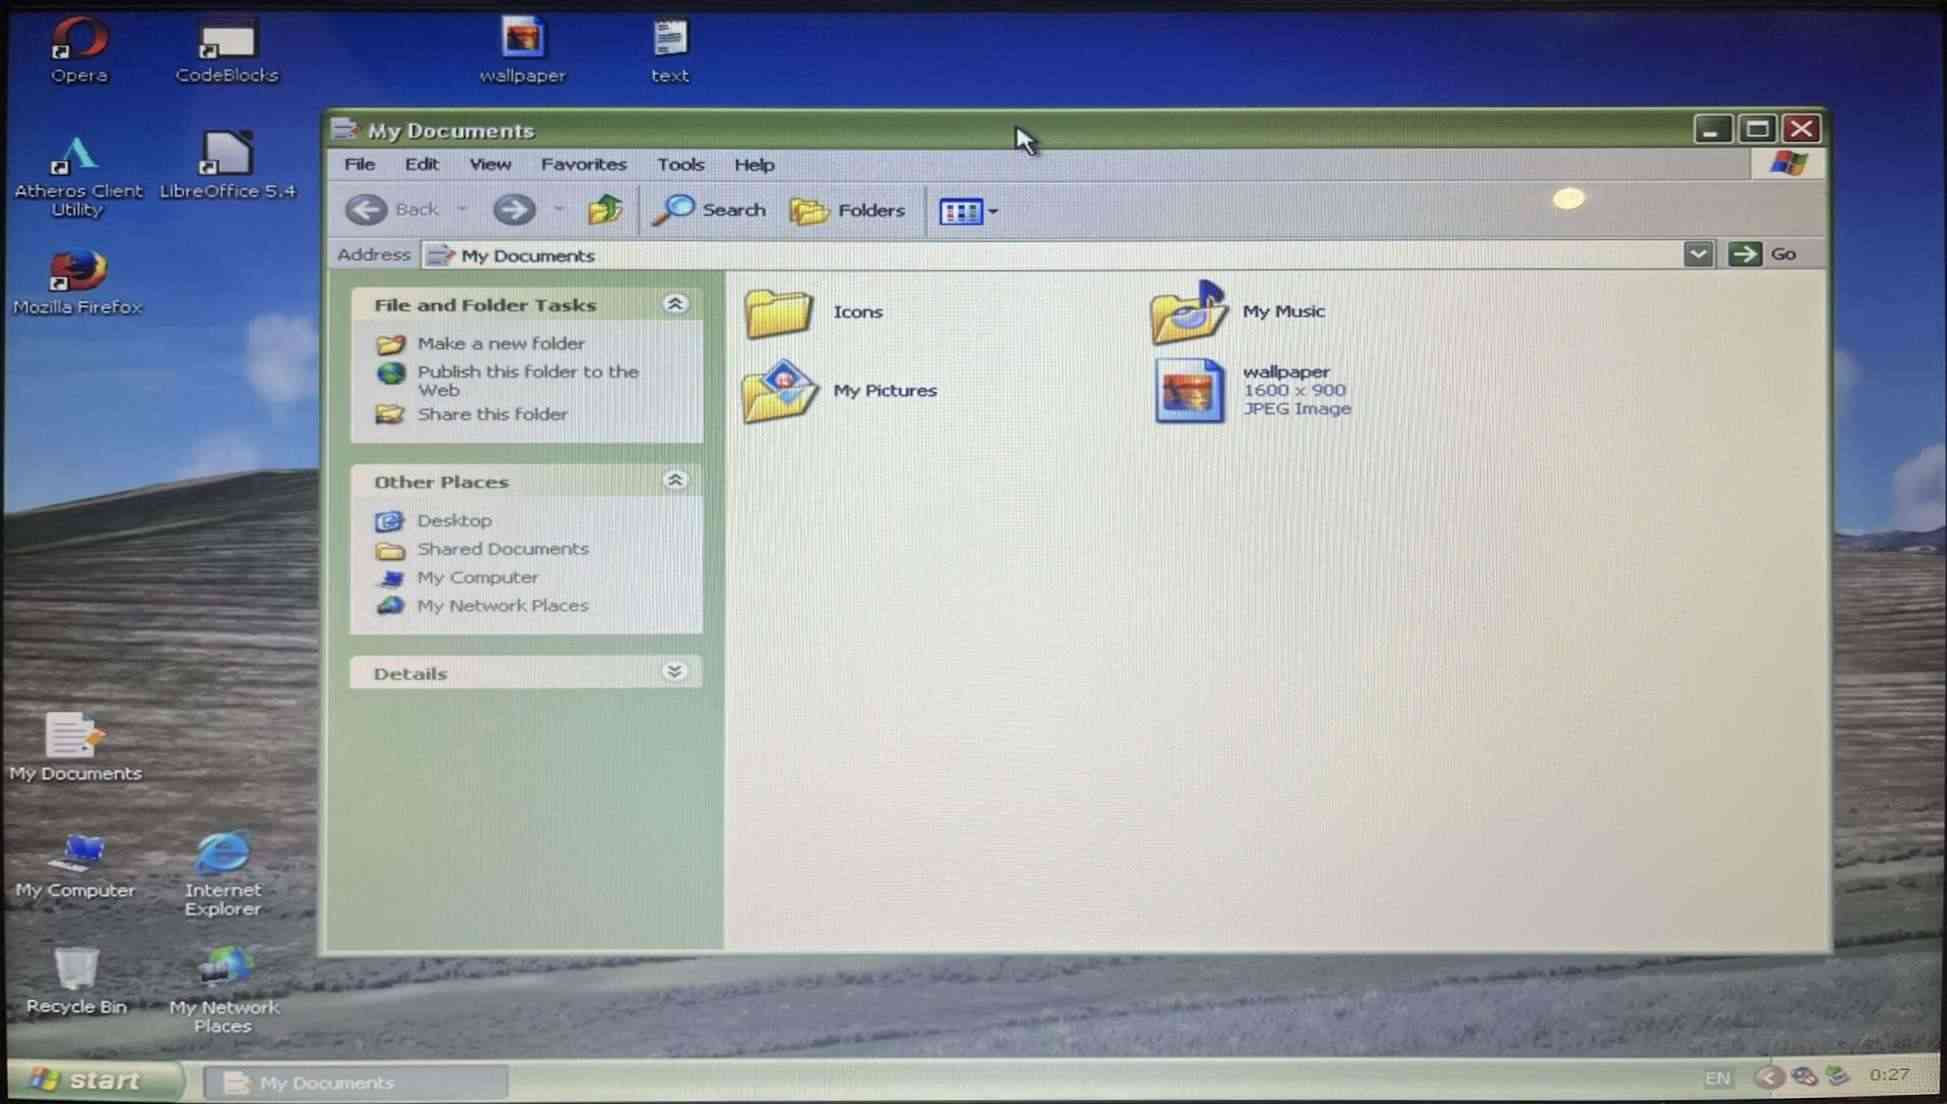 Opera
CodeBlocks
wallpaper
text
Atheros Client
Utility
LibreOffice 5.4
Mozilla Firefox
My Documents
File Edit View Favorites Tools Help
Back
Search
Folders
Address
My Documents
Go
File and Folder Tasks
Make a new folder
Publish this folder to the
Web
Share this folder
Other Places
Desktop
Shared Documents
My Computer
My Network Places
Details
Icons
My Music
My Pictures
wallpaper
1600 x 900
JPEG Image
My Documents
My Computer
Internet
Explorer
Recycle Bin
My Network
Places
start
My Documents
EN
0:27